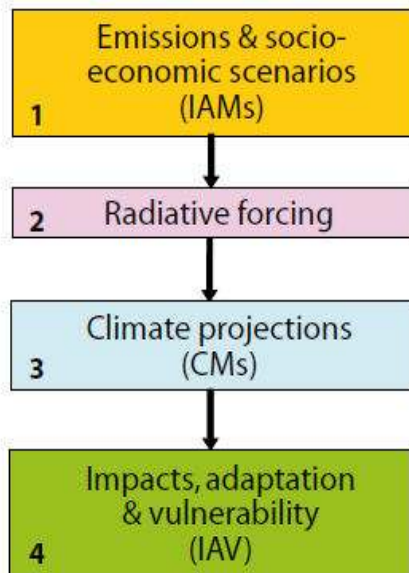 Emissions & socio-
economic scenarios
(IAMs)
1
Radiative forcing
2
Climate projections
(CMs)
3
Impacts, adaptation
& vulnerability
(IAV)
4